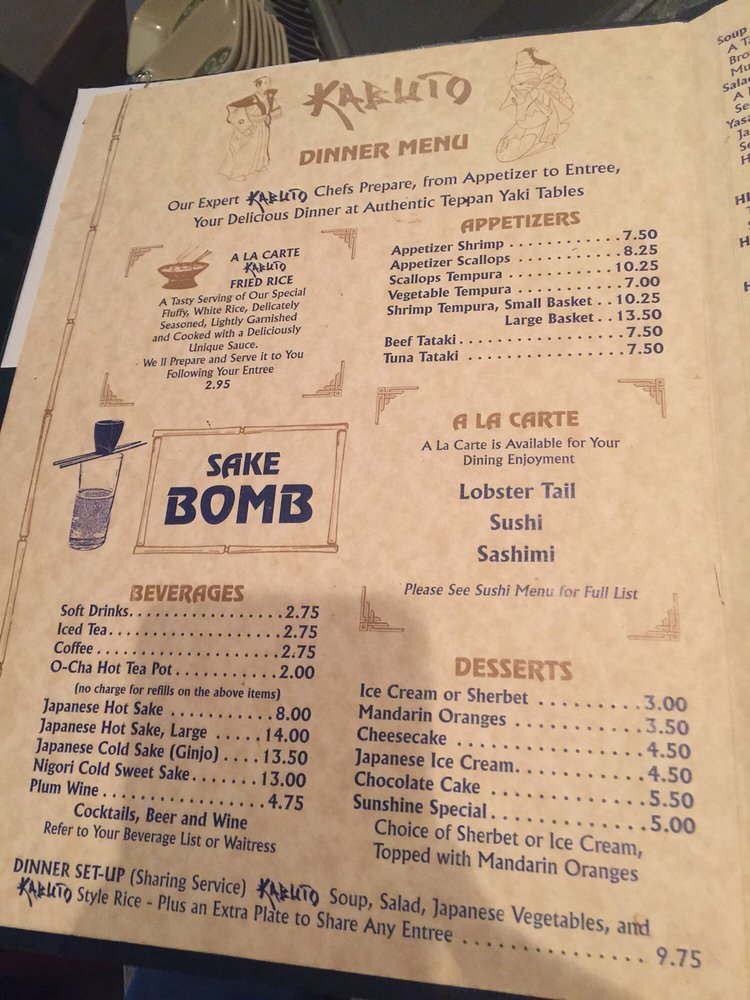 KABUTO
DINNER MENU
Our Expert KABUTO Chefs Prepare, from Appetizer to Entree,
Your Delicious Dinner at Authentic Teppan Yaki Tables
A LA CARTE
KABUTO
FRIED RICE
A Tasty Serving of Our Special
Fluffy, White Rice, Delicately
Seasoned, Lightly Garnished
and Cooked with a Deliciously
Unique Sauce.
We ll Prepare and Serve it to You
Following Your Entree
2.95
APPETIZERS
Appetizer Shrimp . . . . . . . . . . . . 7.50
Appetizer Scallops . . . . . . . . . . . 8.25
Scallops Tempura . . . . . . . . . . . 10.25
Vegetable Tempura . . . . . . . . . . . 7.00
Shrimp Tempura, Small Basket . . 10.25
Large Basket . . 13.50
Beef Tataki . . . . . . . . . . . . . . . . . . 7.50
Tuna Tataki . . . . . . . . . . . . . . . . . 7.50
SAKE
BOMB
A LA CARTE
A La Carte is Available for Your
Dining Enjoyment
Lobster Tail
Sushi
Sashimi
Please See Sushi Menu for Full List
BEVERAGES
Soft Drinks. . . . . . . . . . . . . . . . . 2.75
Iced Tea. . . . . . . . . . . . . . . . . . . 2.75
Coffee . . . . . . . . . . . . . . . . . . . . 2.75
O-Cha Hot Tea Pot . . . . . . . . . . . 2.00
(no charge for refills on the above items)
Japanese Hot Sake . . . . . . . . . . . 8.00
Japanese Hot Sake, Large . . . . . 14.00
Japanese Cold Sake (Ginjo) . . . . 13.50
Nigori Cold Sweet Sake. . . . . . . 13.00
Plum Wine . . . . . . . . . . . . . . . . . 4.75
Cocktails, Beer and Wine
Refer to Your Beverage List or Waitress
DESSERTS
Ice Cream or Sherbet . . . . . . . . . 3.00
Mandarin Oranges . . . . . . . . . . . 3.50
Cheesecake . . . . . . . . . . . . . . . . 4.50
Japanese Ice Cream. . . . . . . . . . . 4.50
Chocolate Cake . . . . . . . . . . . . . 5.50
Sunshine Special. . . . . . . . . . . . . 5.00
Choice of Sherbet or Ice Cream,
Topped with Mandarin Oranges
DINNER SET-UP (Sharing Service) KABUTO Soup, Salad, Japanese Vegetables, and
KABUTO Style Rice - Plus an Extra Plate to Share Any Entree . . . . . . . . . . . . . . 9.75
Soup